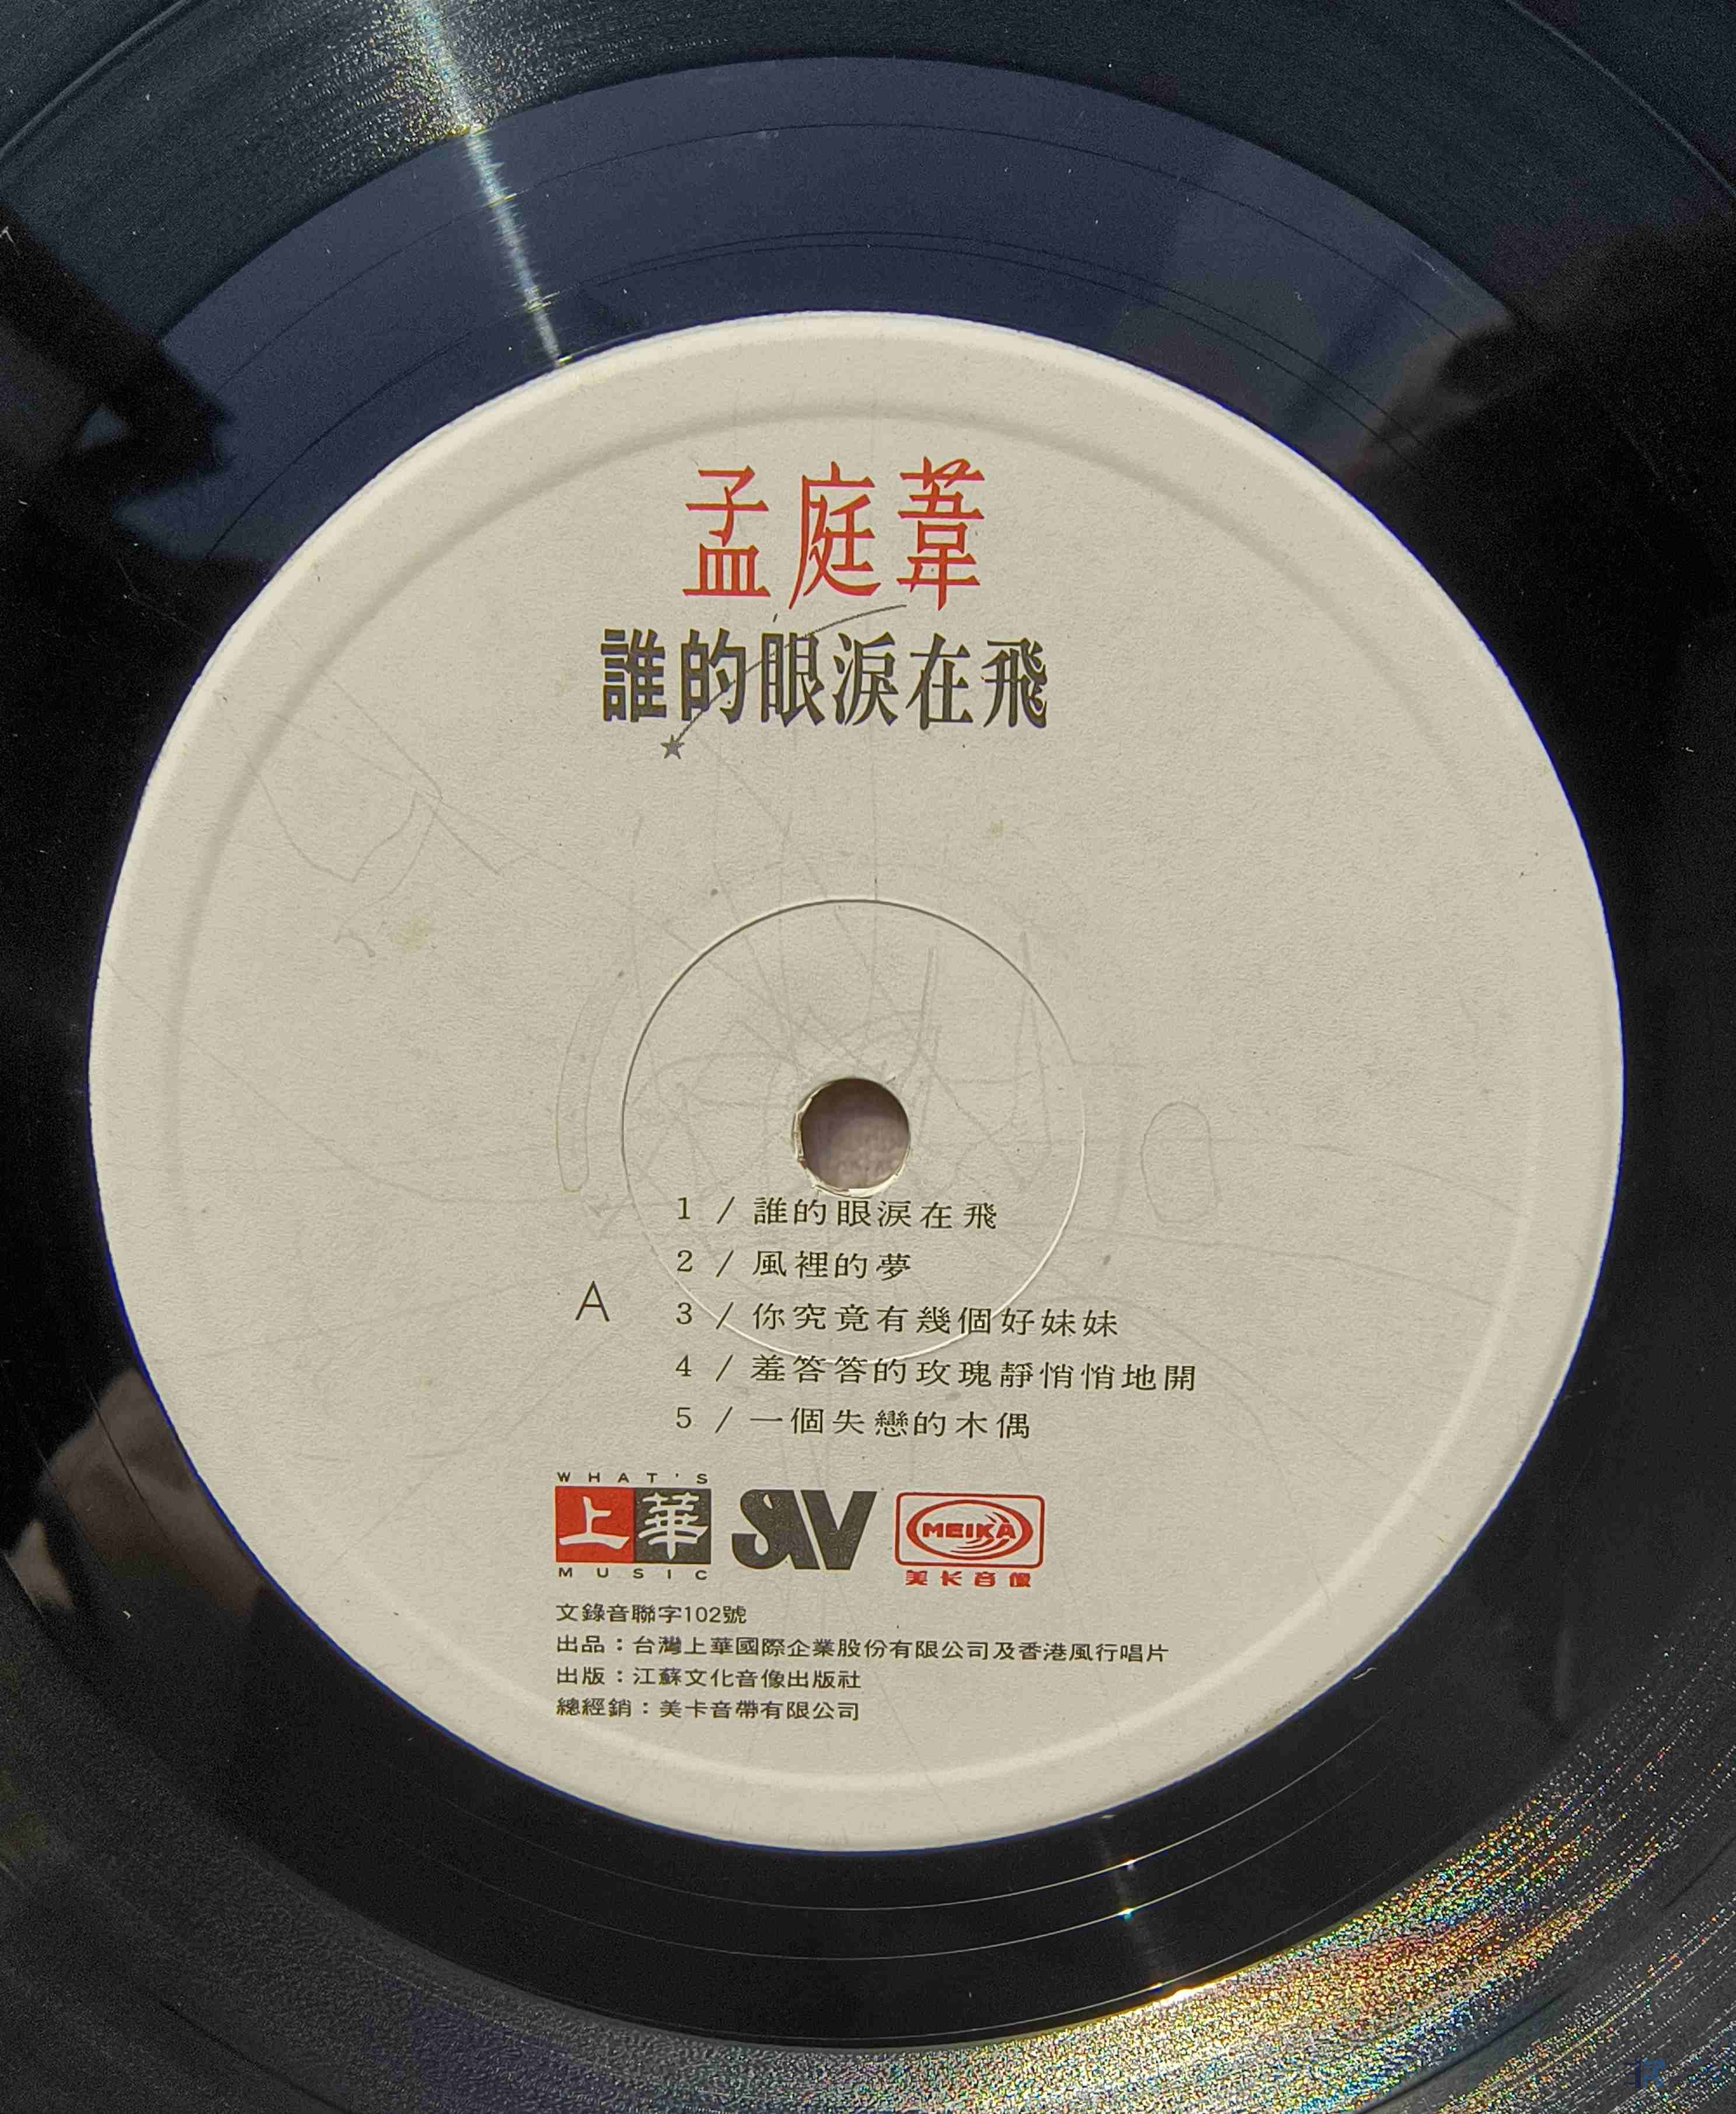 孟庭葦
誰的眼淚在飛
A
1 / 誰的眼淚在飛
2 / 風裡的夢
3 / 你究竟有幾個好妹妹
4 / 羞答答的玫瑰靜悄悄地開
5 / 一個失戀的木偶
WHAT'S
上華
MUSIC
MEIKA
美长音像
文錄音聯字102號
出品：台灣上華國際企業股份有限公司及香港風行唱片
出版：江蘇文化音像出版社
總經銷：美卡音帶有限公司